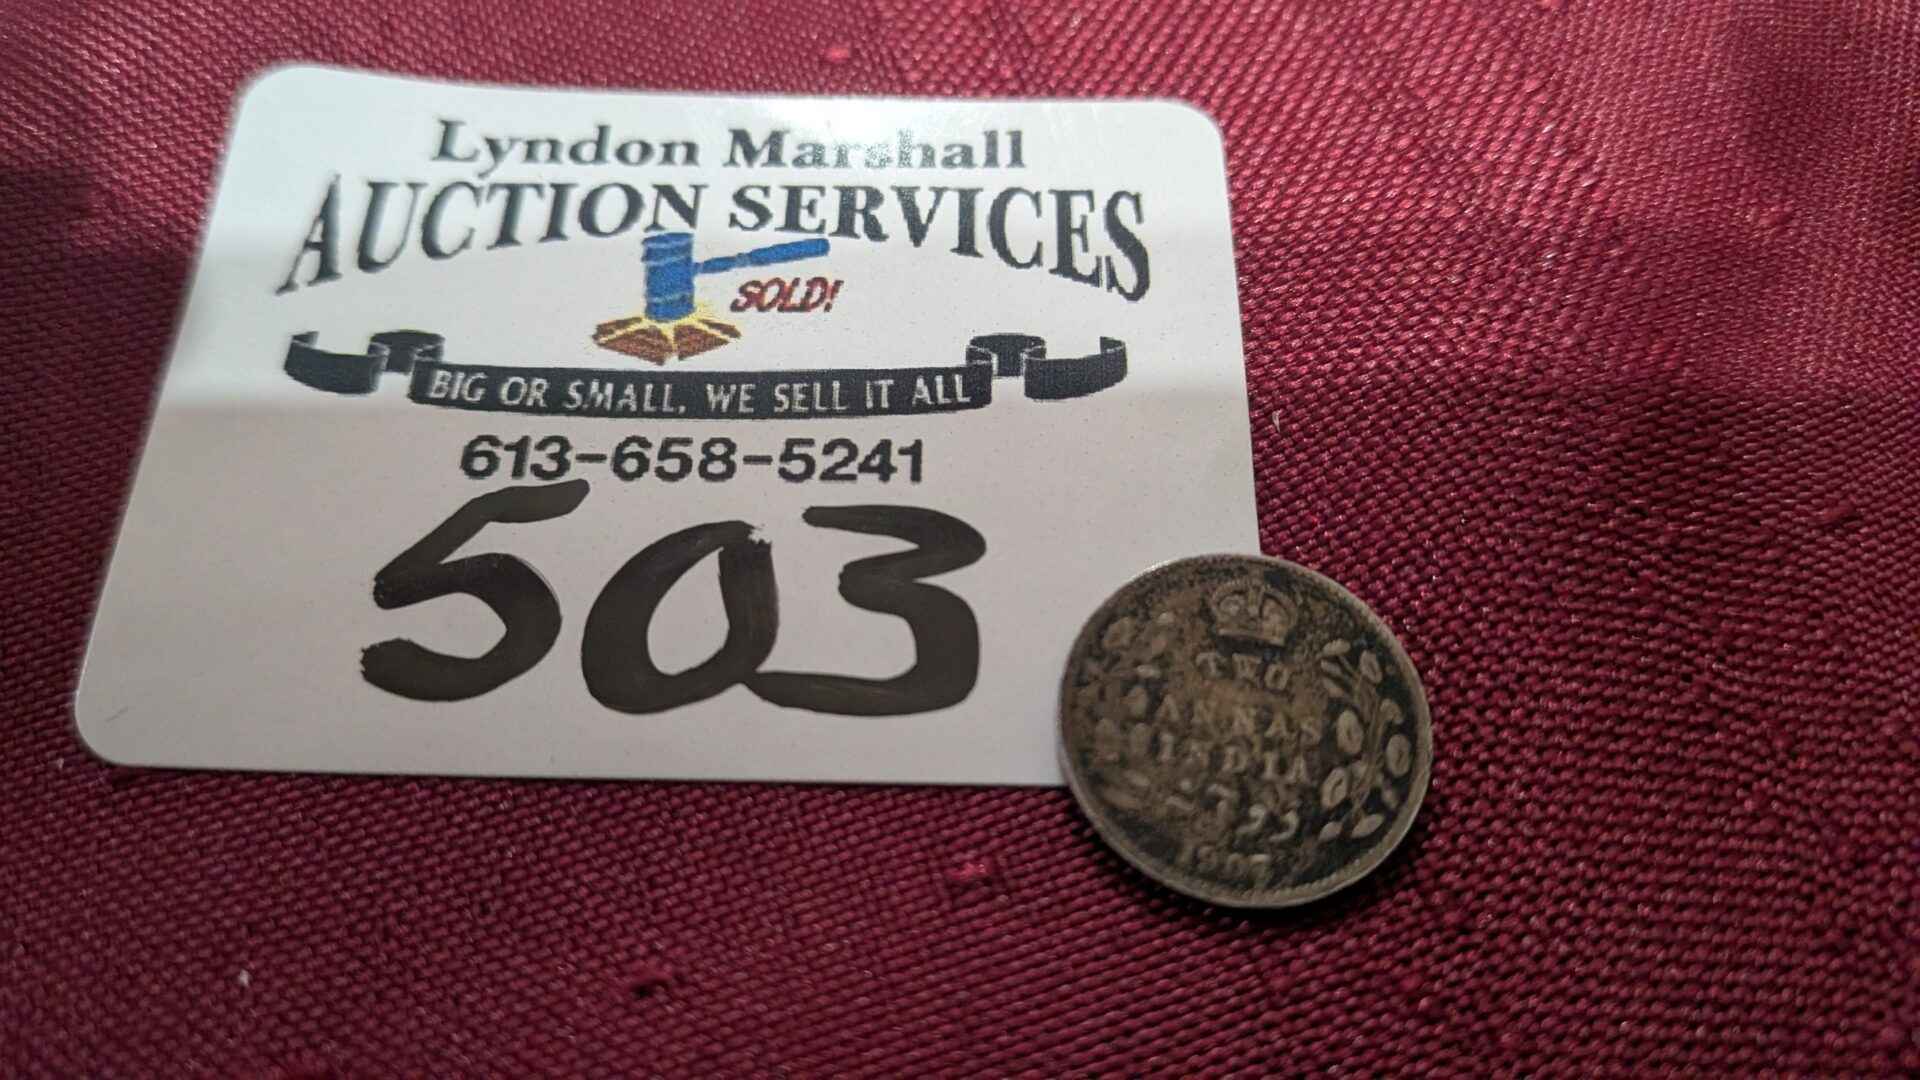 Lyndon Marshall
AUCTION SERVICES
SOLD!
BIG OR SMALL, WE SELL IT ALL
613-658-5241
503
TWO
ANNAS
INDIA
1907